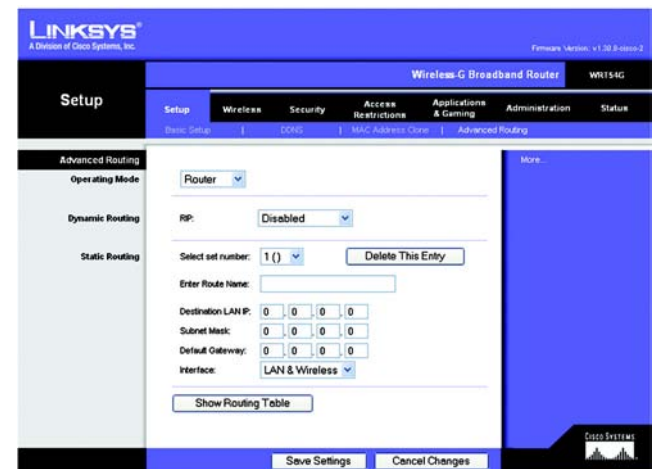 LINKSYS®
A Division of Cisco Systems, Inc.
Firmware Version: v1.30.0-cisco-2
Wireless-G Broadband Router WRT54G
Setup
Setup Wireless Security Access Restrictions Applications & Gaming Administration Status
Basic Setup | DDNS | MAC Address Clone | Advanced Routing
Advanced Routing
More...
Operating Mode Router
Dynamic Routing RIP: Disabled
Static Routing Select set number: 1 () Delete This Entry
Enter Route Name:
Destination LAN IP: 0 . 0 . 0 . 0
Subnet Mask: 0 . 0 . 0 . 0
Default Gateway: 0 . 0 . 0 . 0
Interface: LAN & Wireless
Show Routing Table
Save Settings Cancel Changes
CISCO SYSTEMS